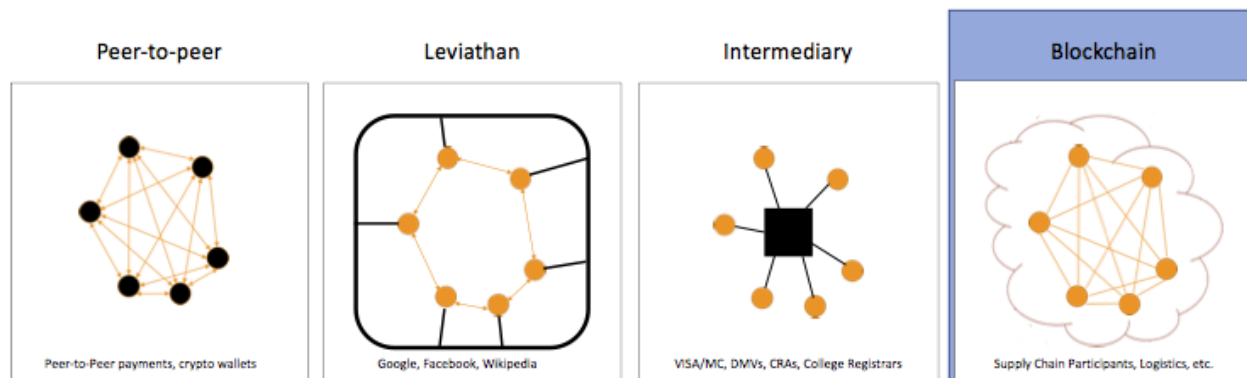 Peer-to-peer
Leviathan
Intermediary
Blockchain
Peer-to-Peer payments, crypto wallets
Google, Facebook, Wikipedia
VISA/MC, DMVs, CRAs, College Registrars
Supply Chain Participants, Logistics, etc.